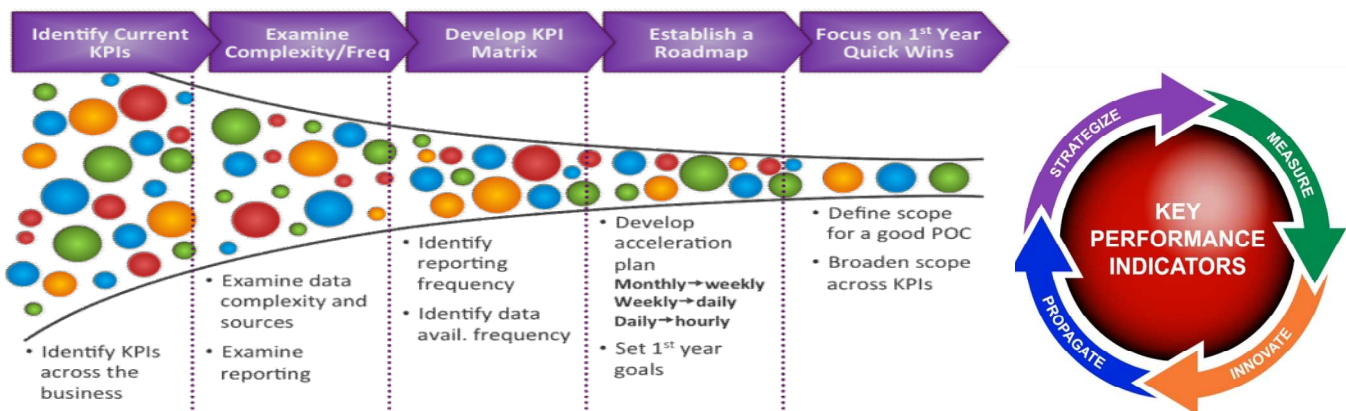 Identify Current
KPIs
Examine
Complexity/Freq
Develop KPI
Matrix
Establish a
Roadmap
Focus on 1st Year
Quick Wins
• Identify KPIs
across the
business
• Examine data
complexity and
sources
• Examine
reporting
• Identify
reporting
frequency
• Identify data
avail. frequency
• Develop
acceleration
plan
Monthly→weekly
Weekly→daily
Daily→hourly
• Set 1st year
goals
• Define scope
for a good POC
• Broaden scope
across KPIs
STRATEGIZE
MEASURE
KEY
PERFORMANCE
INDICATORS
PROPAGATE
INNOVATE